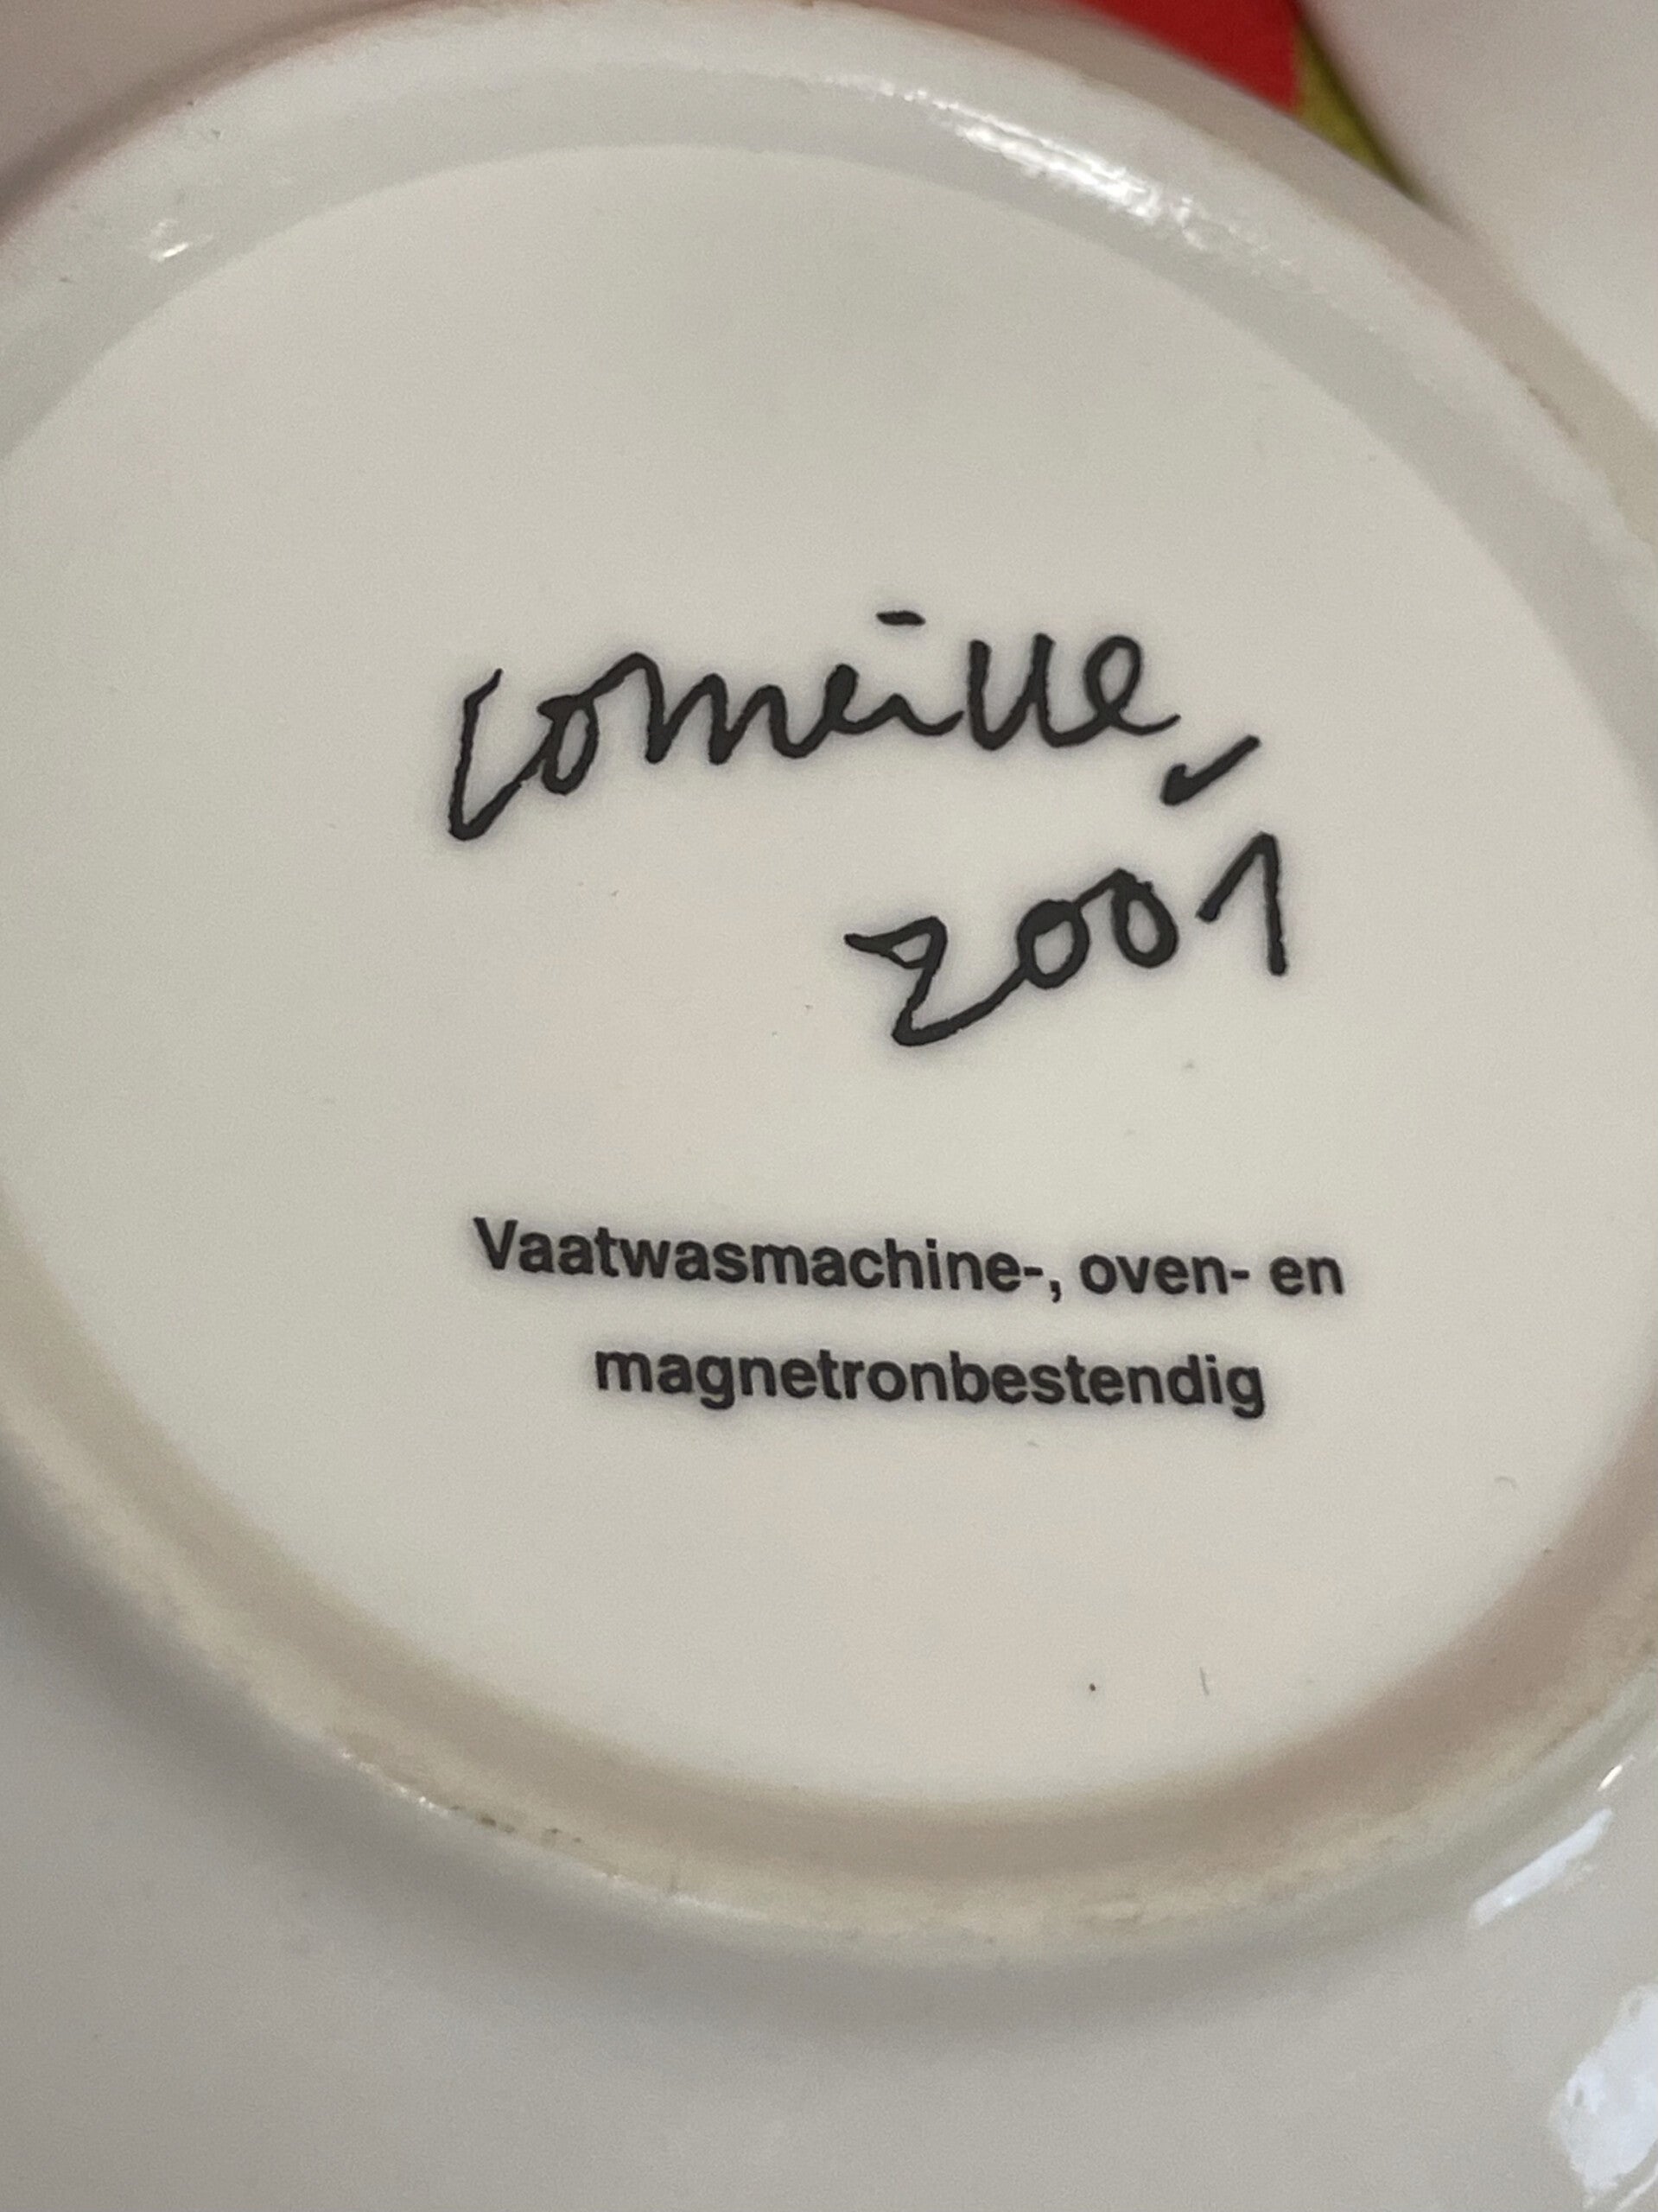 Corneille
2001
Vaatwasmachine-, oven- en
magnetronbestendig